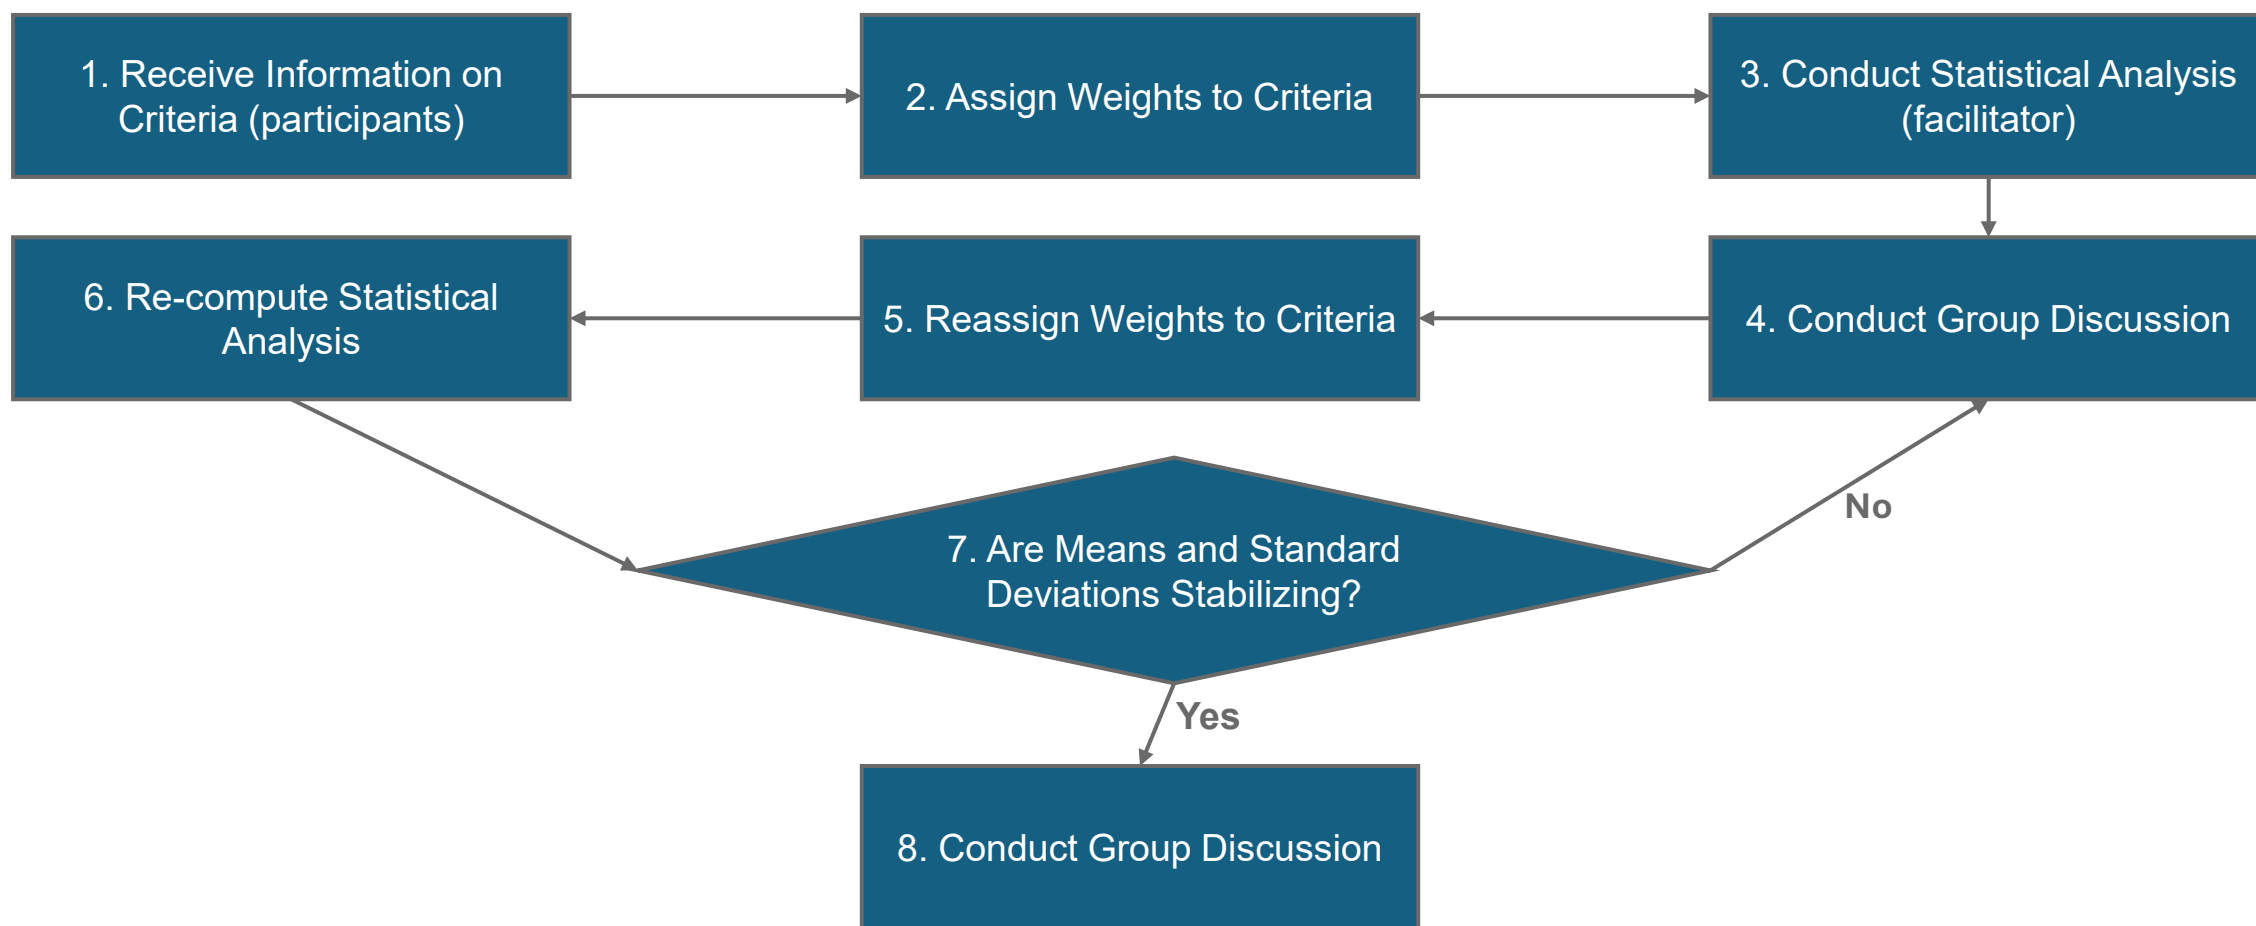 1. Receive Information on
Criteria (participants)
2. Assign Weights to Criteria
3. Conduct Statistical Analysis
(facilitator)
4. Conduct Group Discussion
5. Reassign Weights to Criteria
6. Re-compute Statistical
Analysis
7. Are Means and Standard
Deviations Stabilizing?
No
Yes
8. Conduct Group Discussion